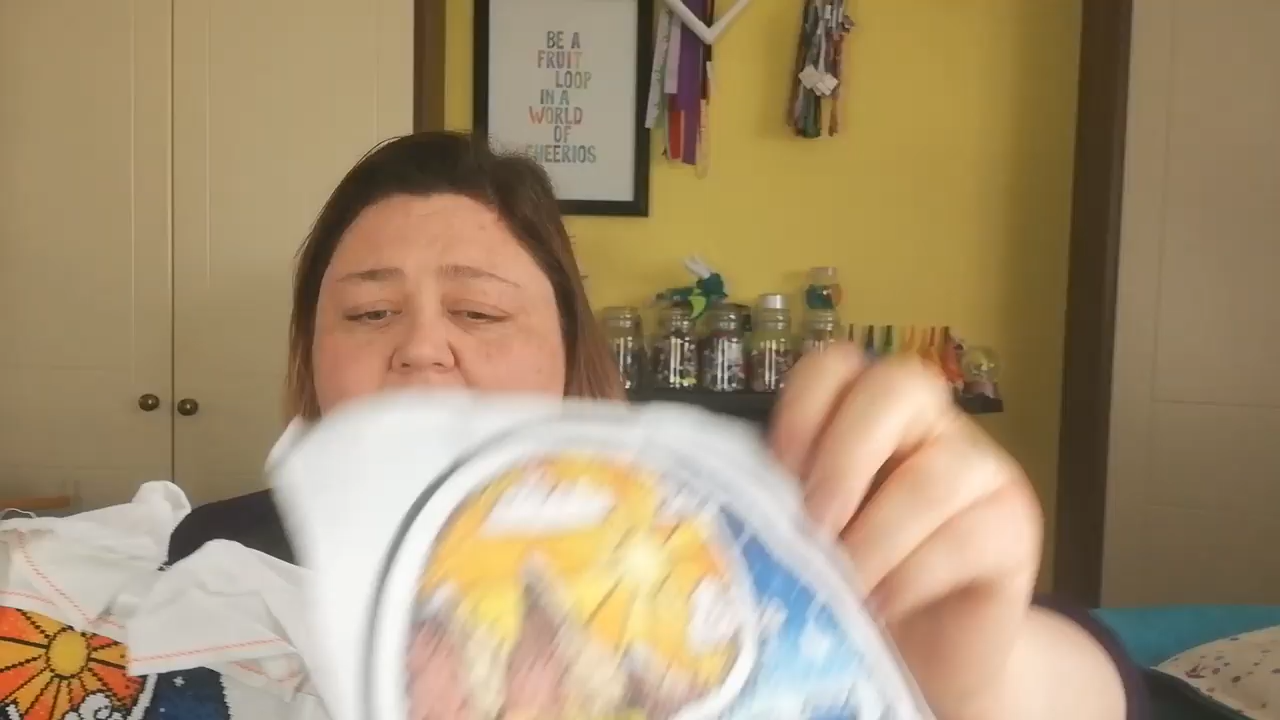 BE A
FRUIT
LOOP
IN A
WORLD
OF
CHEERIOS